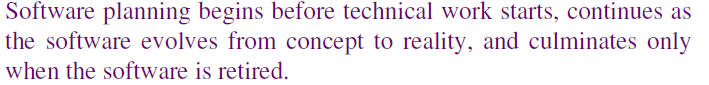 Software planning begins before technical work starts, continues as
the software evolves from concept to reality, and culminates only
when the software is retired.